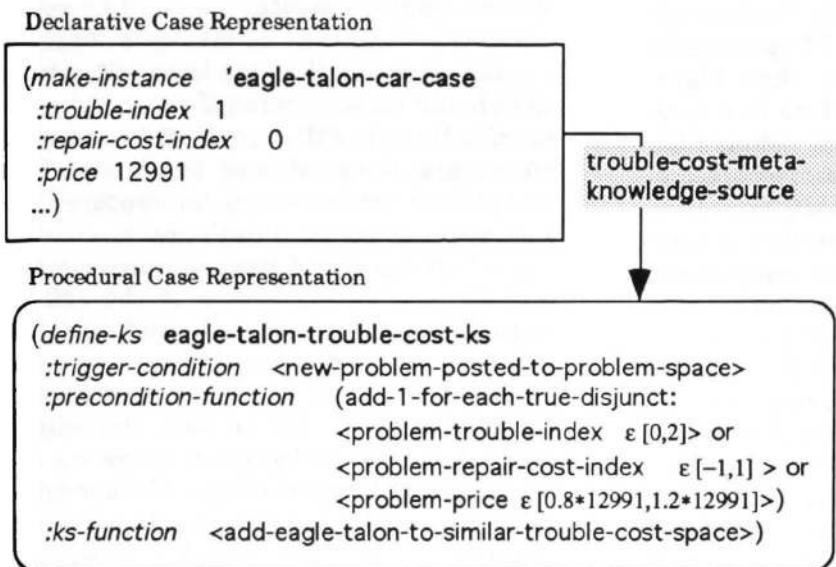 Declarative Case Representation
(make-instance 'eagle-talon-car-case
:trouble-index 1
:repair-cost-index 0
:price 12991
...)
trouble-cost-meta-
knowledge-source
Procedural Case Representation
(define-ks eagle-talon-trouble-cost-ks
:trigger-condition <new-problem-posted-to-problem-space>
:precondition-function (add-1-for-each-true-disjunct:
<problem-trouble-index ε [0,2]> or
<problem-repair-cost-index ε [−1,1] > or
<problem-price ε [0.8*12991,1.2*12991]>)
:ks-function <add-eagle-talon-to-similar-trouble-cost-space>)